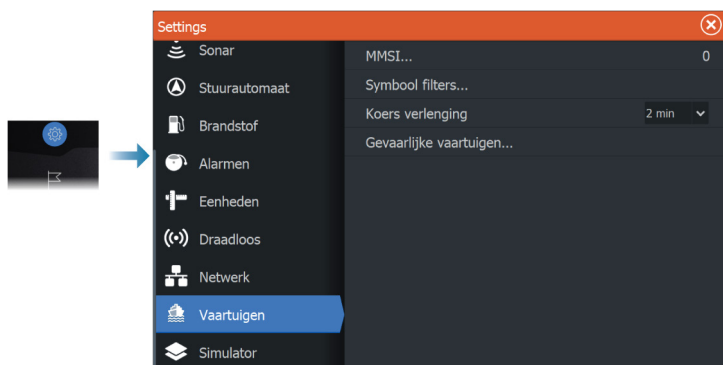 Settings
Sonar
Stuurautomaat
Brandstof
Alarmen
Eenheden
Draadloos
Netwerk
Vaartuigen
Simulator
MMSI... 0
Symbool filters...
Koers verlenging 2 min
Gevaarlijke vaartuigen...